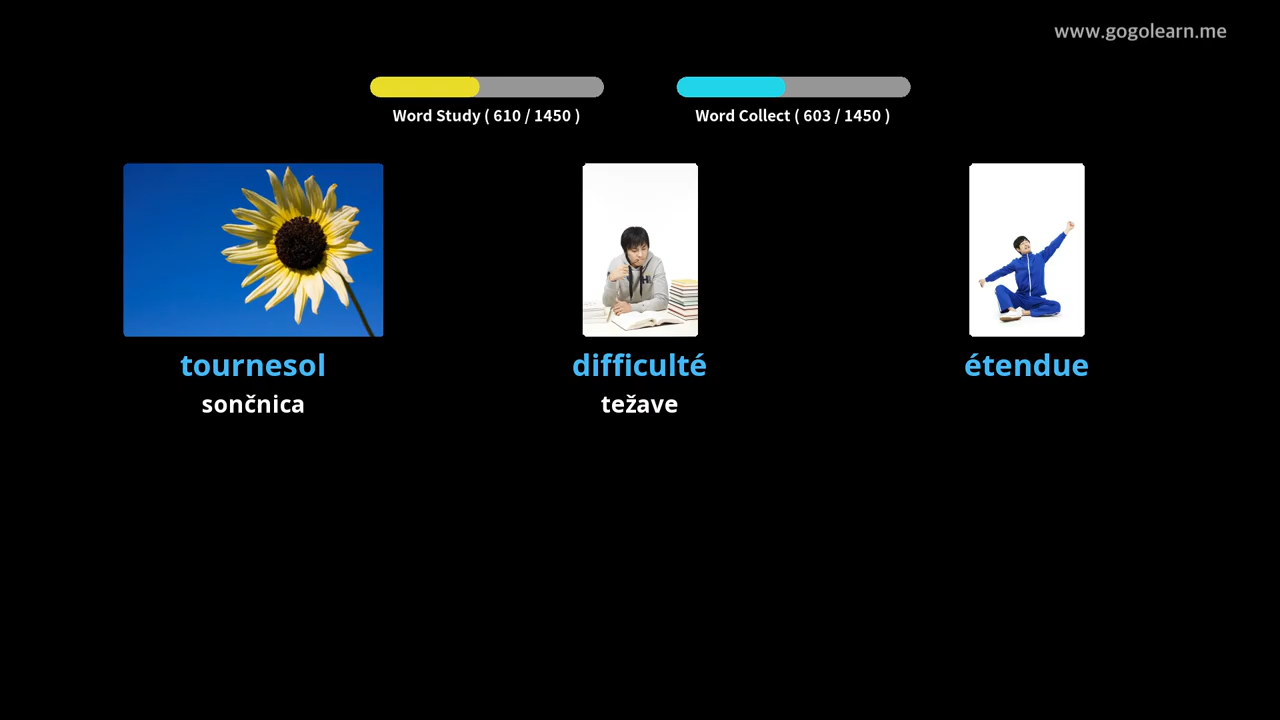 www.gogolearn.me
Word Study ( 610 / 1450 )
Word Collect ( 603 / 1450 )
tournesol
sončnica
difficulté
težave
étendue